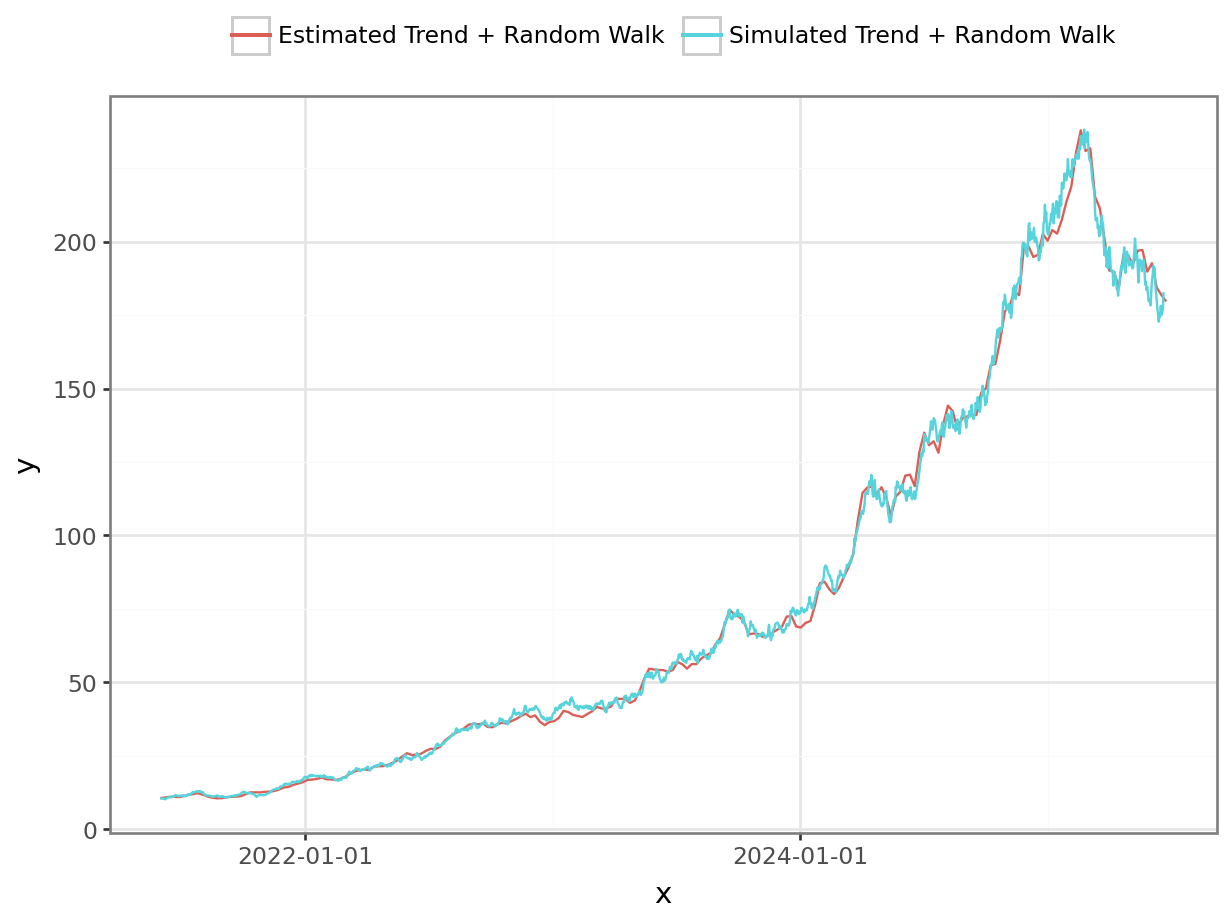 Estimated Trend + Random Walk Simulated Trend + Random Walk
200
150
y
100
50
0
2022-01-01 2024-01-01
x